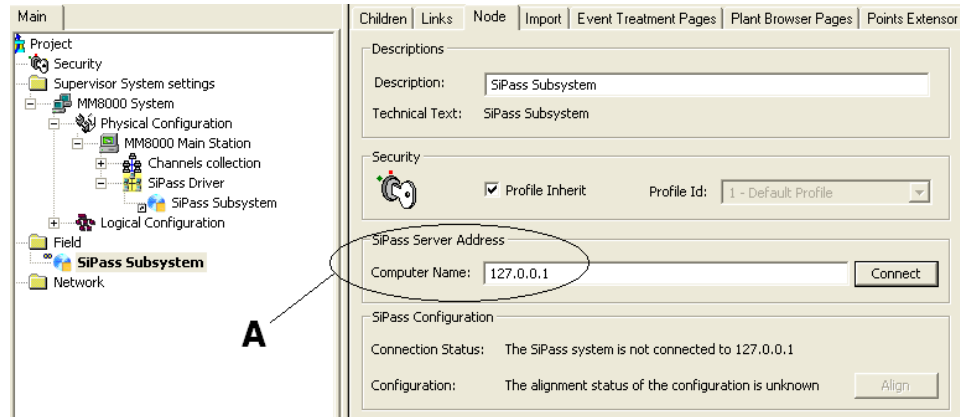 Main
Project
Security
Supervisor System settings
MM8000 System
Physical Configuration
MM8000 Main Station
Channels collection
SiPass Driver
SiPass Subsystem
Logical Configuration
Field
SiPass Subsystem
Network
A
Children Links Node Import Event Treatment Pages Plant Browser Pages Points Extensor
Descriptions
Description: SiPass Subsystem
Technical Text: SiPass Subsystem
Security
Profile Inherit Profile Id: 1 - Default Profile
SiPass Server Address
Computer Name: 127.0.0.1 Connect
SiPass Configuration
Connection Status: The SiPass system is not connected to 127.0.0.1
Configuration: The alignment status of the configuration is unknown Align